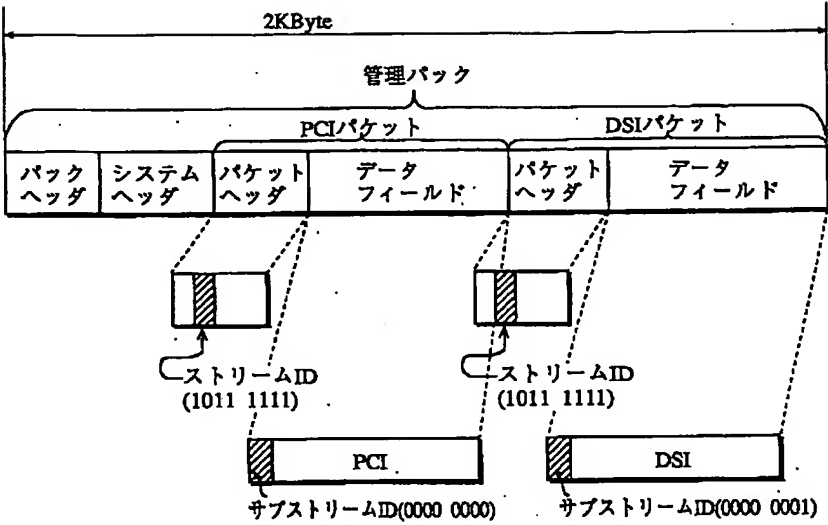 2KByte
管理パック
PCIパケット
DSIパケット
パック
ヘッダ
システム
ヘッダ
パケット
ヘッダ
データ
フィールド
パケット
ヘッダ
データ
フィールド
ストリームID
(1011 1111)
ストリームID
(1011 1111)
PCI
DSI
サブストリームID(0000 0000)
サブストリームID(0000 0001)